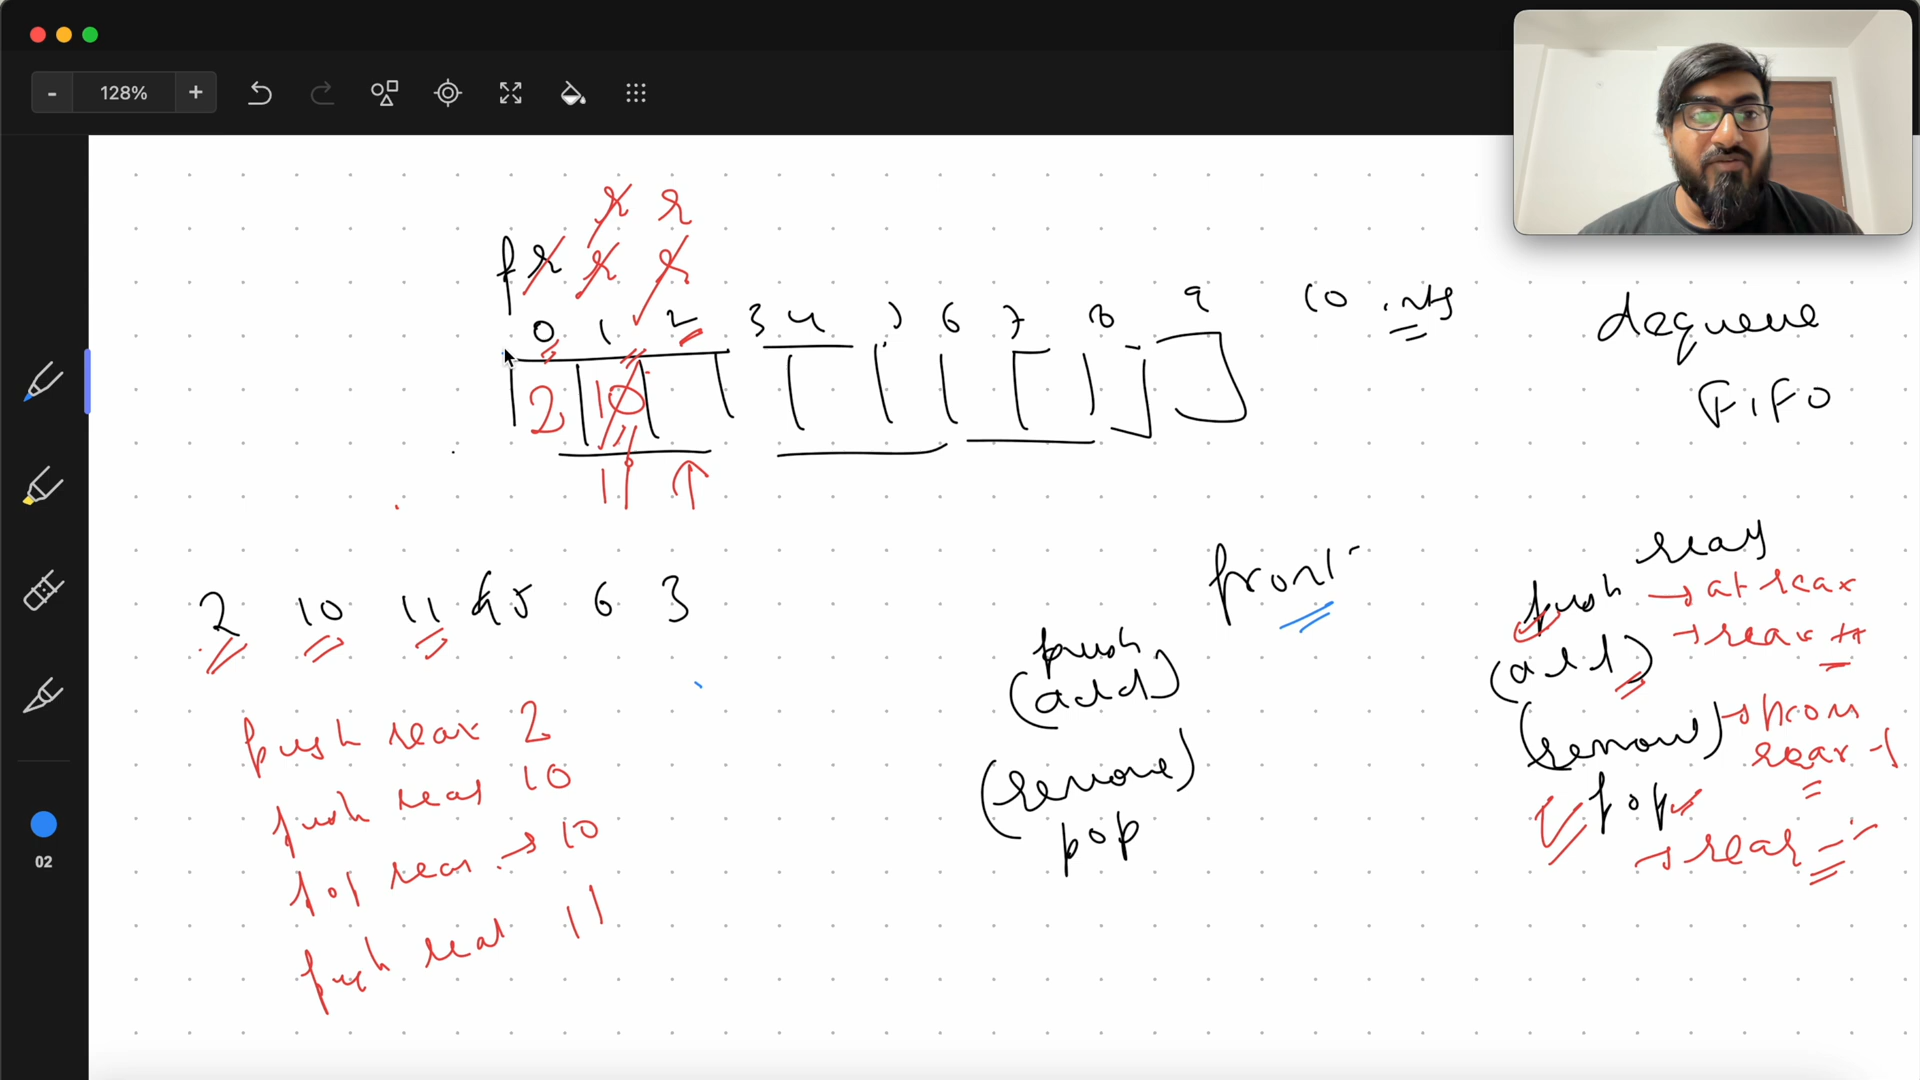 128%
r r
f r r r
0 1 2 3 4 5 6 7 8 9 10 ints
2 10
11
dequeue
FIFO
2 10 11 45 6 3
push rear 2
push rear 10
pop rear → 10
push rear 11
front
push
(add)
(remove)
pop
rear
push → at rear
→ rear ++
(add)
(remove) → from
rear -1
pop
→ rear --
02